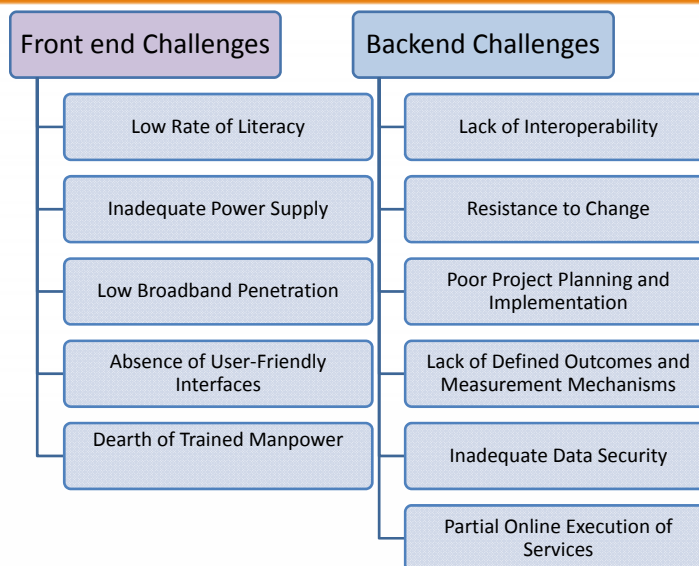 Front end Challenges
Low Rate of Literacy
Inadequate Power Supply
Low Broadband Penetration
Absence of User-Friendly
Interfaces
Dearth of Trained Manpower
Backend Challenges
Lack of Interoperability
Resistance to Change
Poor Project Planning and
Implementation
Lack of Defined Outcomes and
Measurement Mechanisms
Inadequate Data Security
Partial Online Execution of
Services